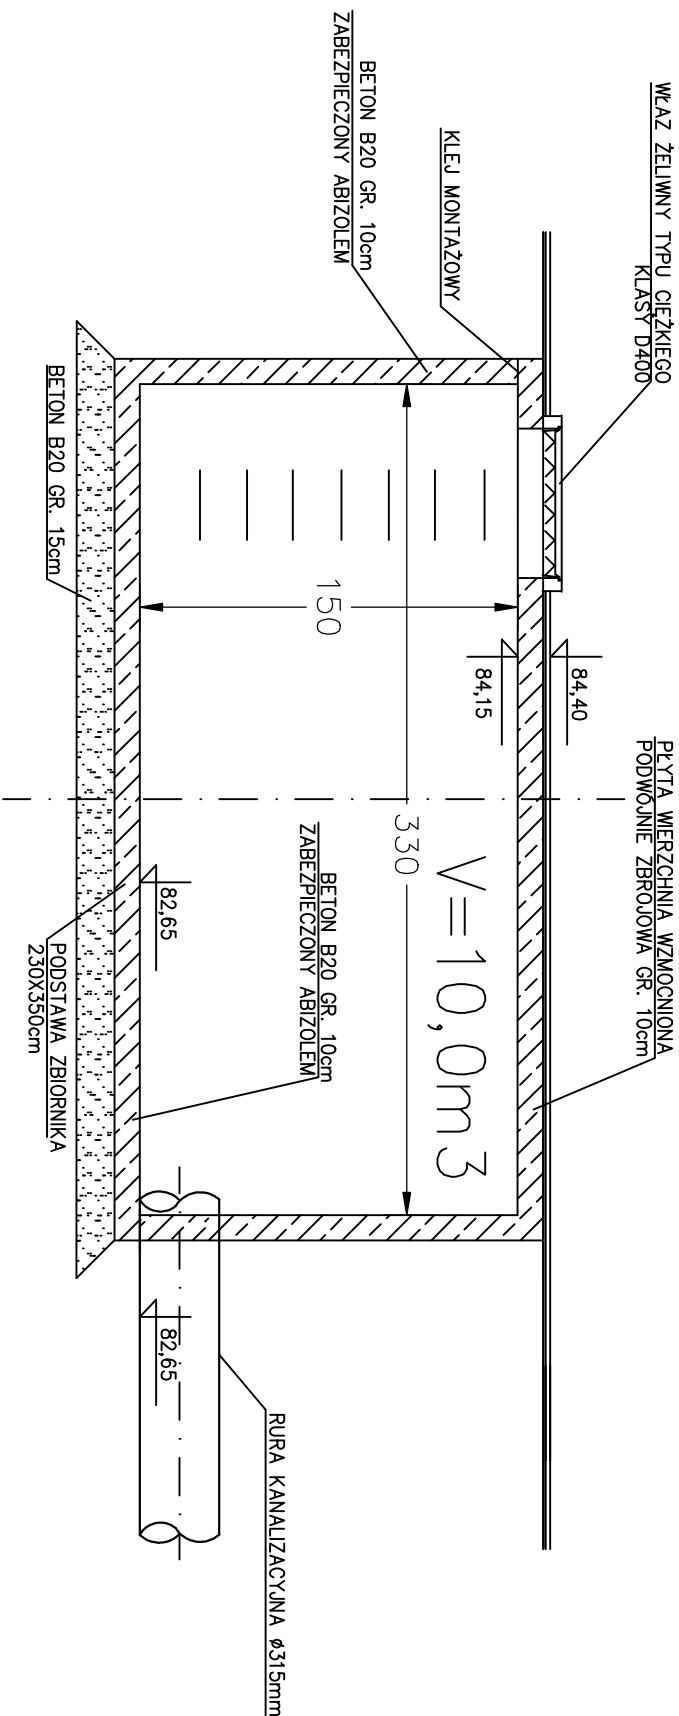 WŁAZ ŻELIWNY TYPU CIĘŻKIEGO
KLASY D400
PŁYTA WIERZCHNIA WZMOCNIONA
PODWÓJNIE ZBROJOWA GR. 10cm
KLEJ MONTAŻOWY
BETON B20 GR. 10cm
ZABEZPIECZONY ABIZOLEM
84,40
84,15
V=10,0m3
330
150
BETON B20 GR. 10cm
ZABEZPIECZONY ABIZOLEM
RURA KANALIZACYJNA ø315mm
82,65
82,65
BETON B20 GR. 15cm
PODSTAWA ZBIORNIKA
230X350cm